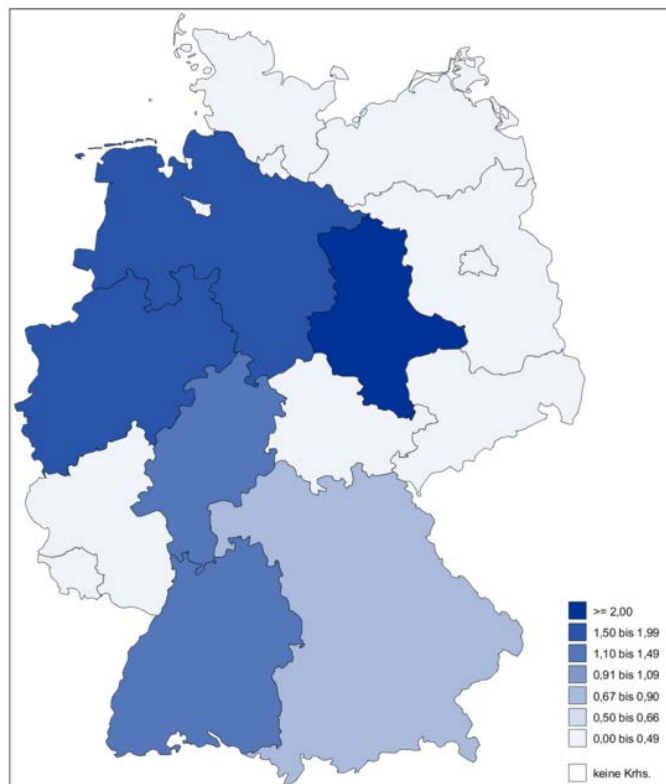 >= 2,00
1,50 bis 1,99
1,10 bis 1,49
0,91 bis 1,09
0,67 bis 0,90
0,50 bis 0,66
0,00 bis 0,49
keine Krhs.